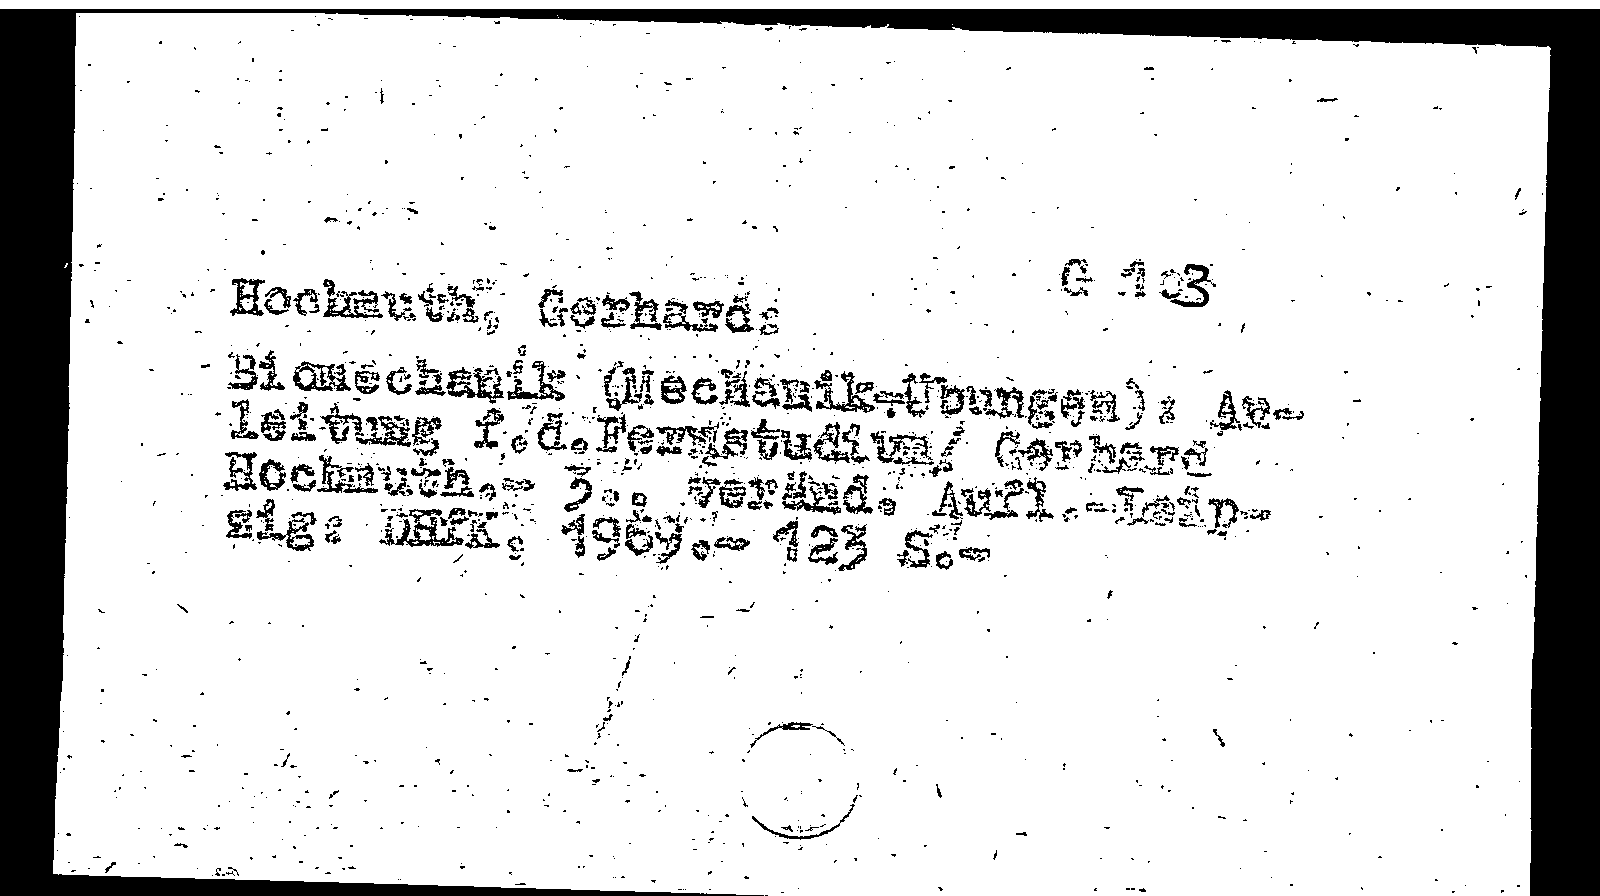 G 103
Hochmuth, Gerhard:
Biomechanik (Mechanik-Übungen): An-
leitung f.d.Fernstudium/ Gerhard
Hochmuth.- 3., veränd. Aufl.-Leip-
zig: DHfK, 1969.- 123 S.-